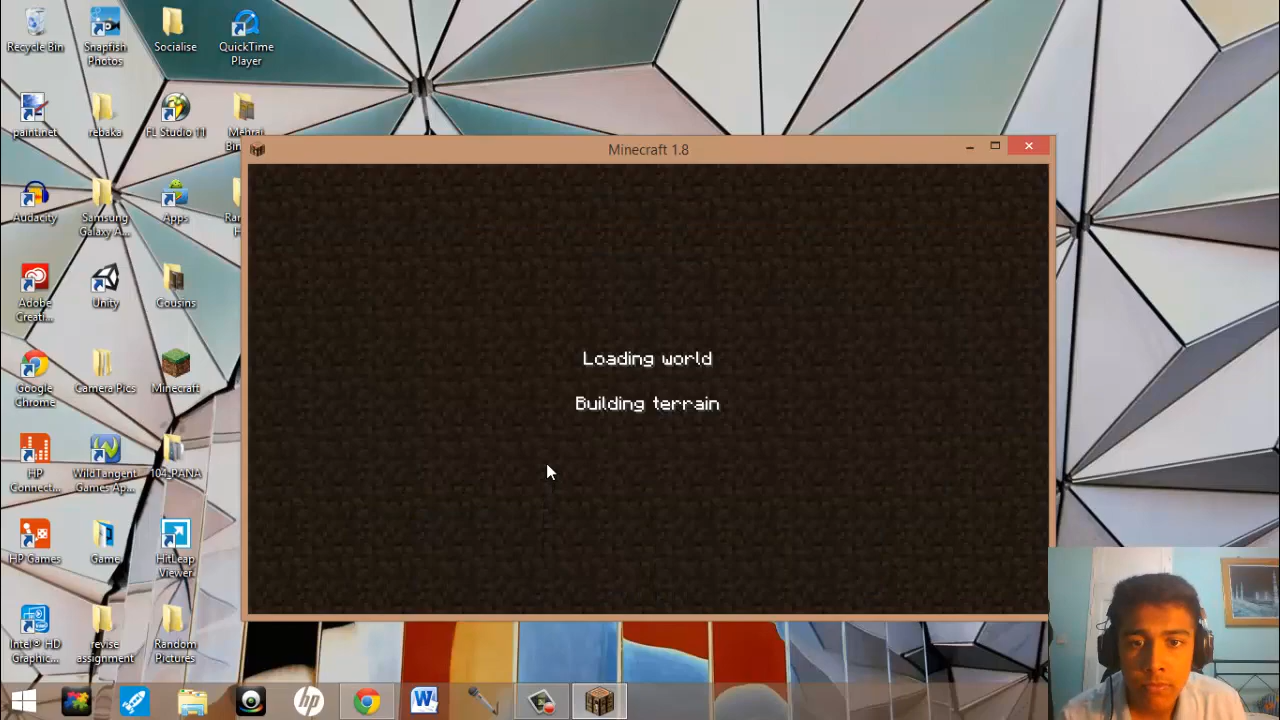 Recycle Bin
Snapfish
Photos
Socialise
QuickTime
Player
paint.net
rebaka
FL Studio 11
Mehraj
Audacity
Samsung
Galaxy A...
Apps
Adobe
Creati...
Unity
Cousins
Google
Chrome
Camera Pics
Minecraft
HP
Connect...
WildTangent
Games Ap...
104_PANA
HP Games
Game
HitLeap
Viewer
Intel® HD
Graphic...
revise
assignment
Random
Pictures
Minecraft 1.8
Loading world
Building terrain
hp
W